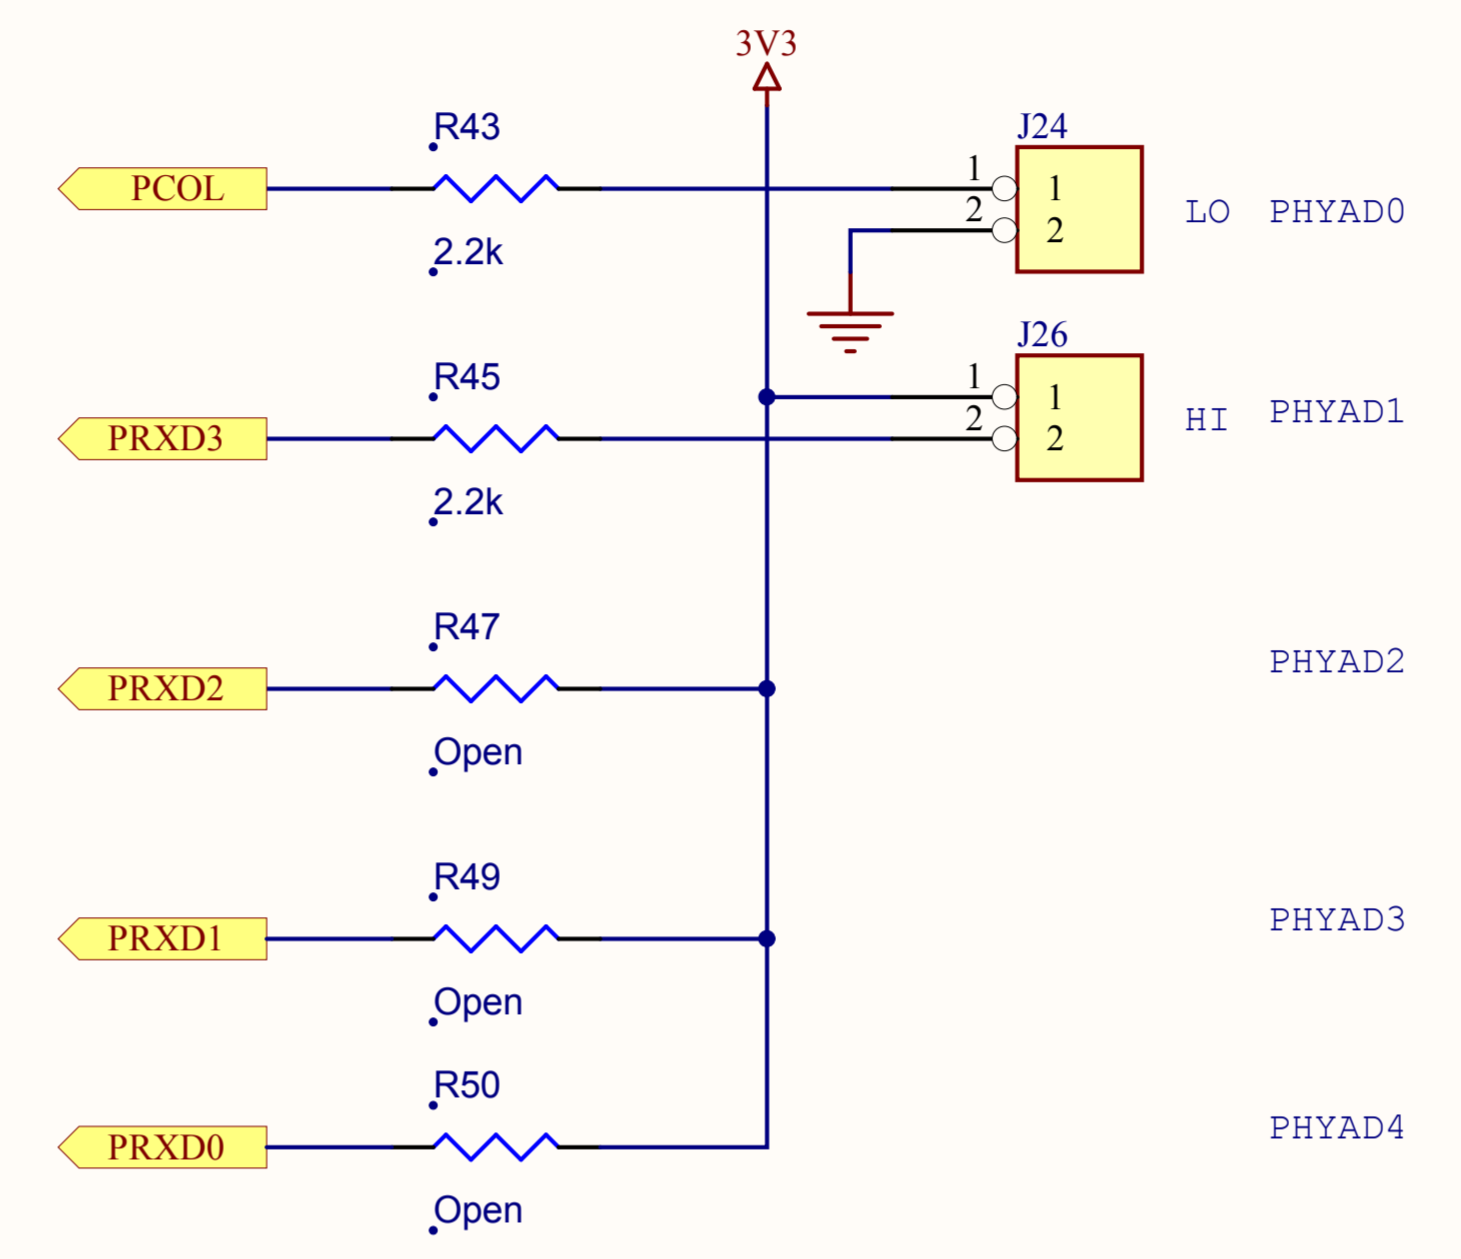 3V3
R43
J24
PCOL
1
1
2.2k
2
2
LO
PHYAD0
R45
J26
1
1
PRXD3
2
2
2.2k
HI
PHYAD1
R47
PRXD2
Open
PHYAD2
R49
PRXD1
Open
PHYAD3
R50
PRXD0
Open
PHYAD4